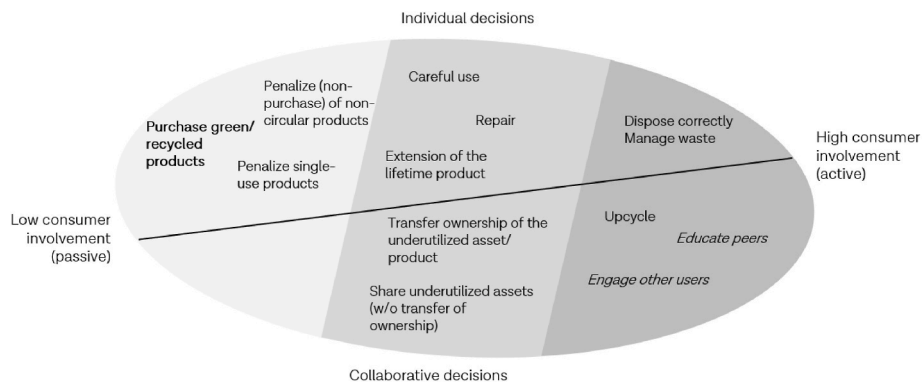 Individual decisions
Penalize (non-
purchase) of non-
circular products
Purchase green/
recycled
products
Penalize single-
use products
Careful use
Repair
Extension of the
lifetime product
Dispose correctly
Manage waste
High consumer
involvement
(active)
Low consumer
involvement
(passive)
Transfer ownership of the
underutilized asset/
product
Share underutilized assets
(w/o transfer of
ownership)
Upcycle
Educate peers
Engage other users
Collaborative decisions